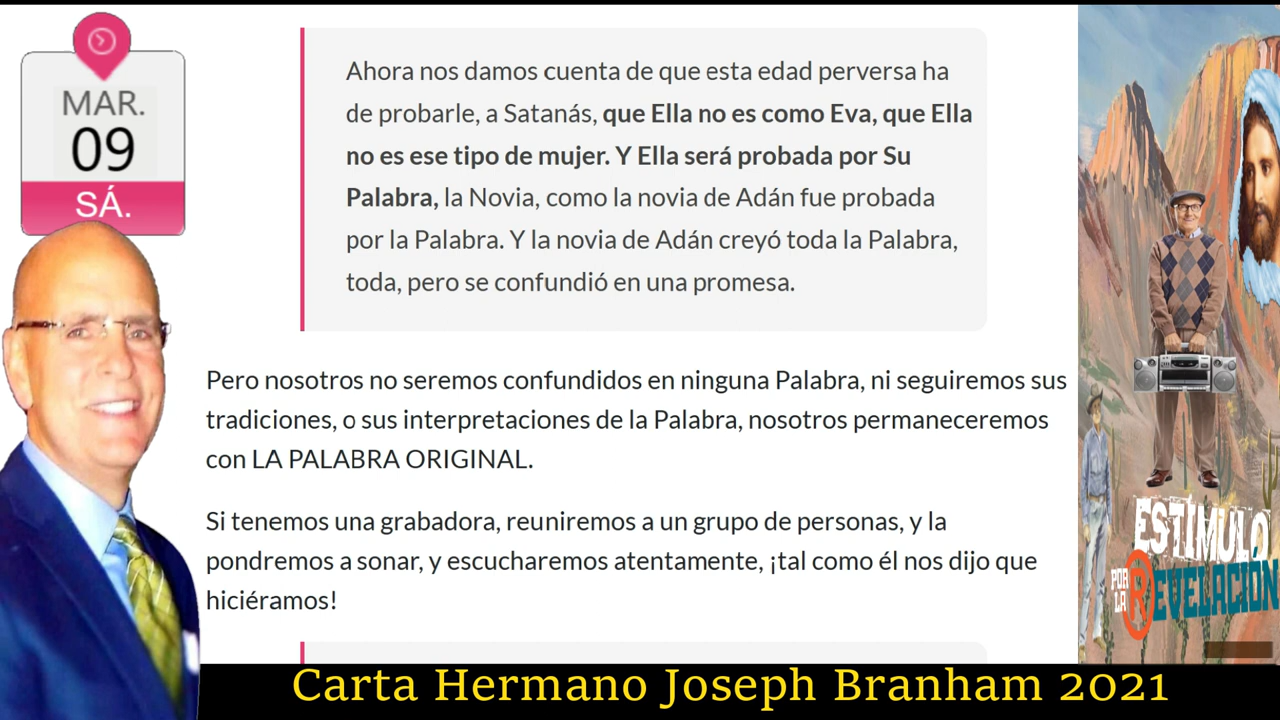 MAR.
09
SÁ.
Ahora nos damos cuenta de que esta edad perversa ha
de probarle, a Satanás, que Ella no es como Eva, que Ella
no es ese tipo de mujer. Y Ella será probada por Su
Palabra, la Novia, como la novia de Adán fue probada
por la Palabra. Y la novia de Adán creyó toda la Palabra,
toda, pero se confundió en una promesa.
Pero nosotros no seremos confundidos en ninguna Palabra, ni seguiremos sus
tradiciones, o sus interpretaciones de la Palabra, nosotros permaneceremos
con LA PALABRA ORIGINAL.
Si tenemos una grabadora, reuniremos a un grupo de personas, y la
pondremos a sonar, y escucharemos atentamente, ¡tal como él nos dijo que
hiciéramos!
ESTÍMULO
POR LA REVELACIÓN
Carta Hermano Joseph Branham 2021